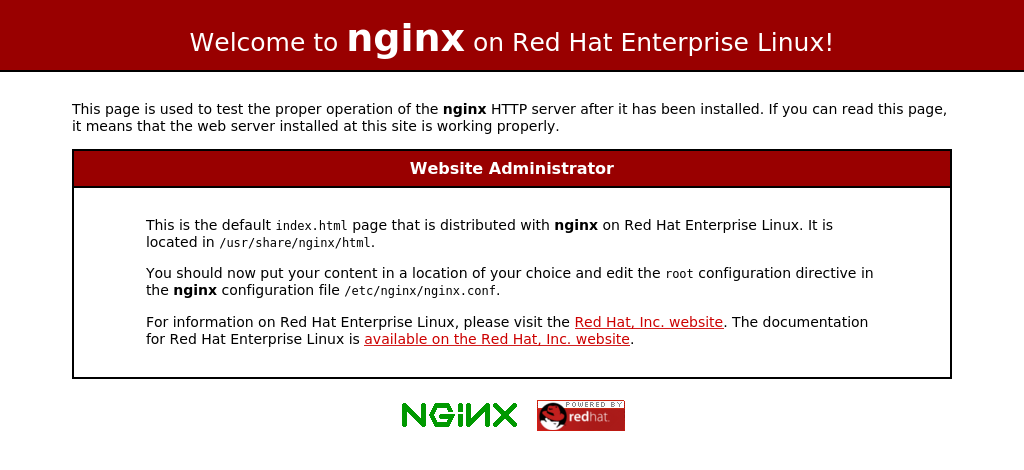 Welcome to nginx on Red Hat Enterprise Linux!
This page is used to test the proper operation of the nginx HTTP server after it has been installed. If you can read this page,
it means that the web server installed at this site is working properly.
Website Administrator
This is the default index.html page that is distributed with nginx on Red Hat Enterprise Linux. It is
located in /usr/share/nginx/html.
You should now put your content in a location of your choice and edit the root configuration directive in
the nginx configuration file /etc/nginx/nginx.conf.
For information on Red Hat Enterprise Linux, please visit the Red Hat, Inc. website. The documentation
for Red Hat Enterprise Linux is available on the Red Hat, Inc. website.
NGiNX
POWERED BY
redhat.